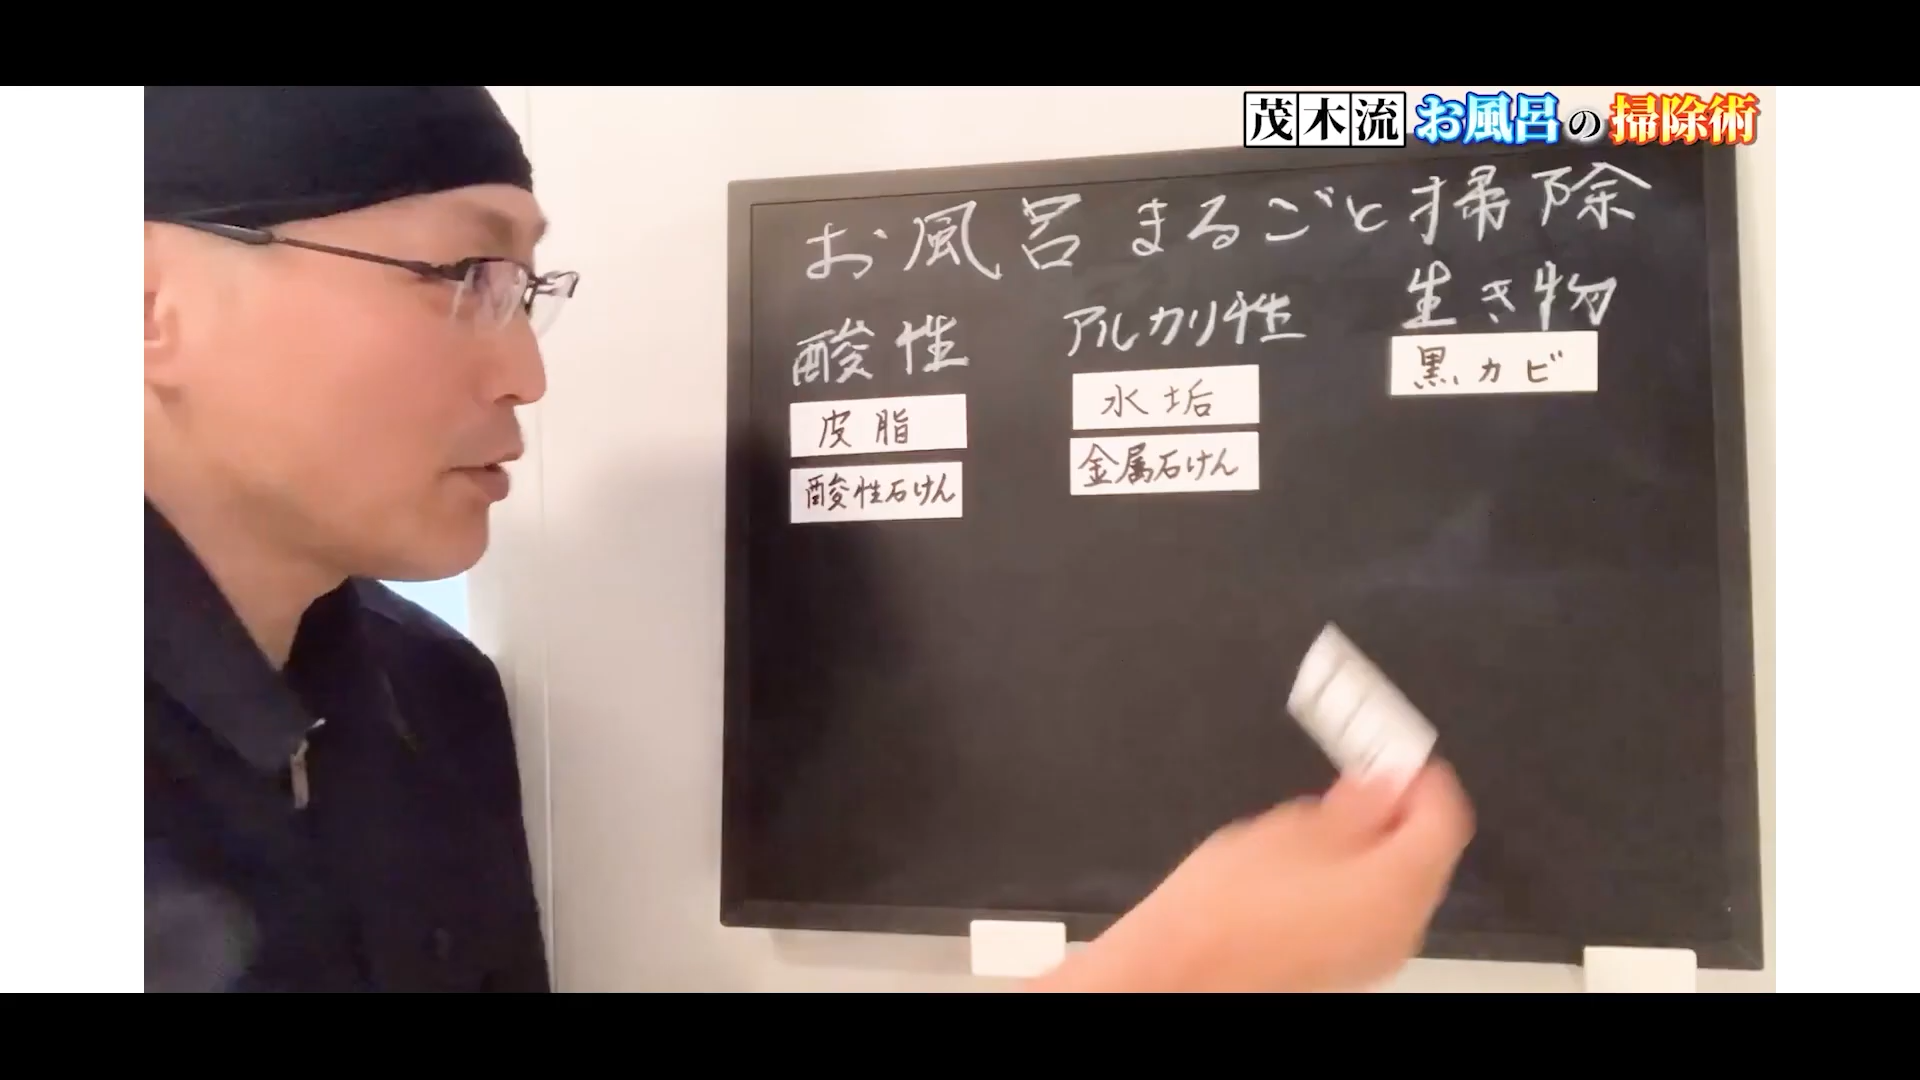 茂木流 お風呂の掃除術
お風呂まるごと掃除
酸性
アルカリ性
生き物
皮脂
水垢
黒カビ
酸性石けん
金属石けん